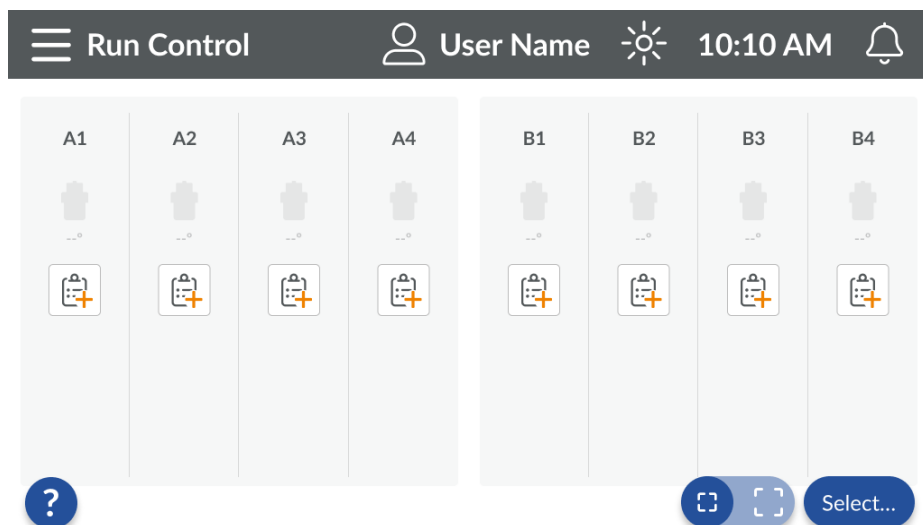 Run Control User Name 10:10 AM
A1 A2 A3 A4 B1 B2 B3 B4
--° --° --° --° --° --° --° --°
? Select...